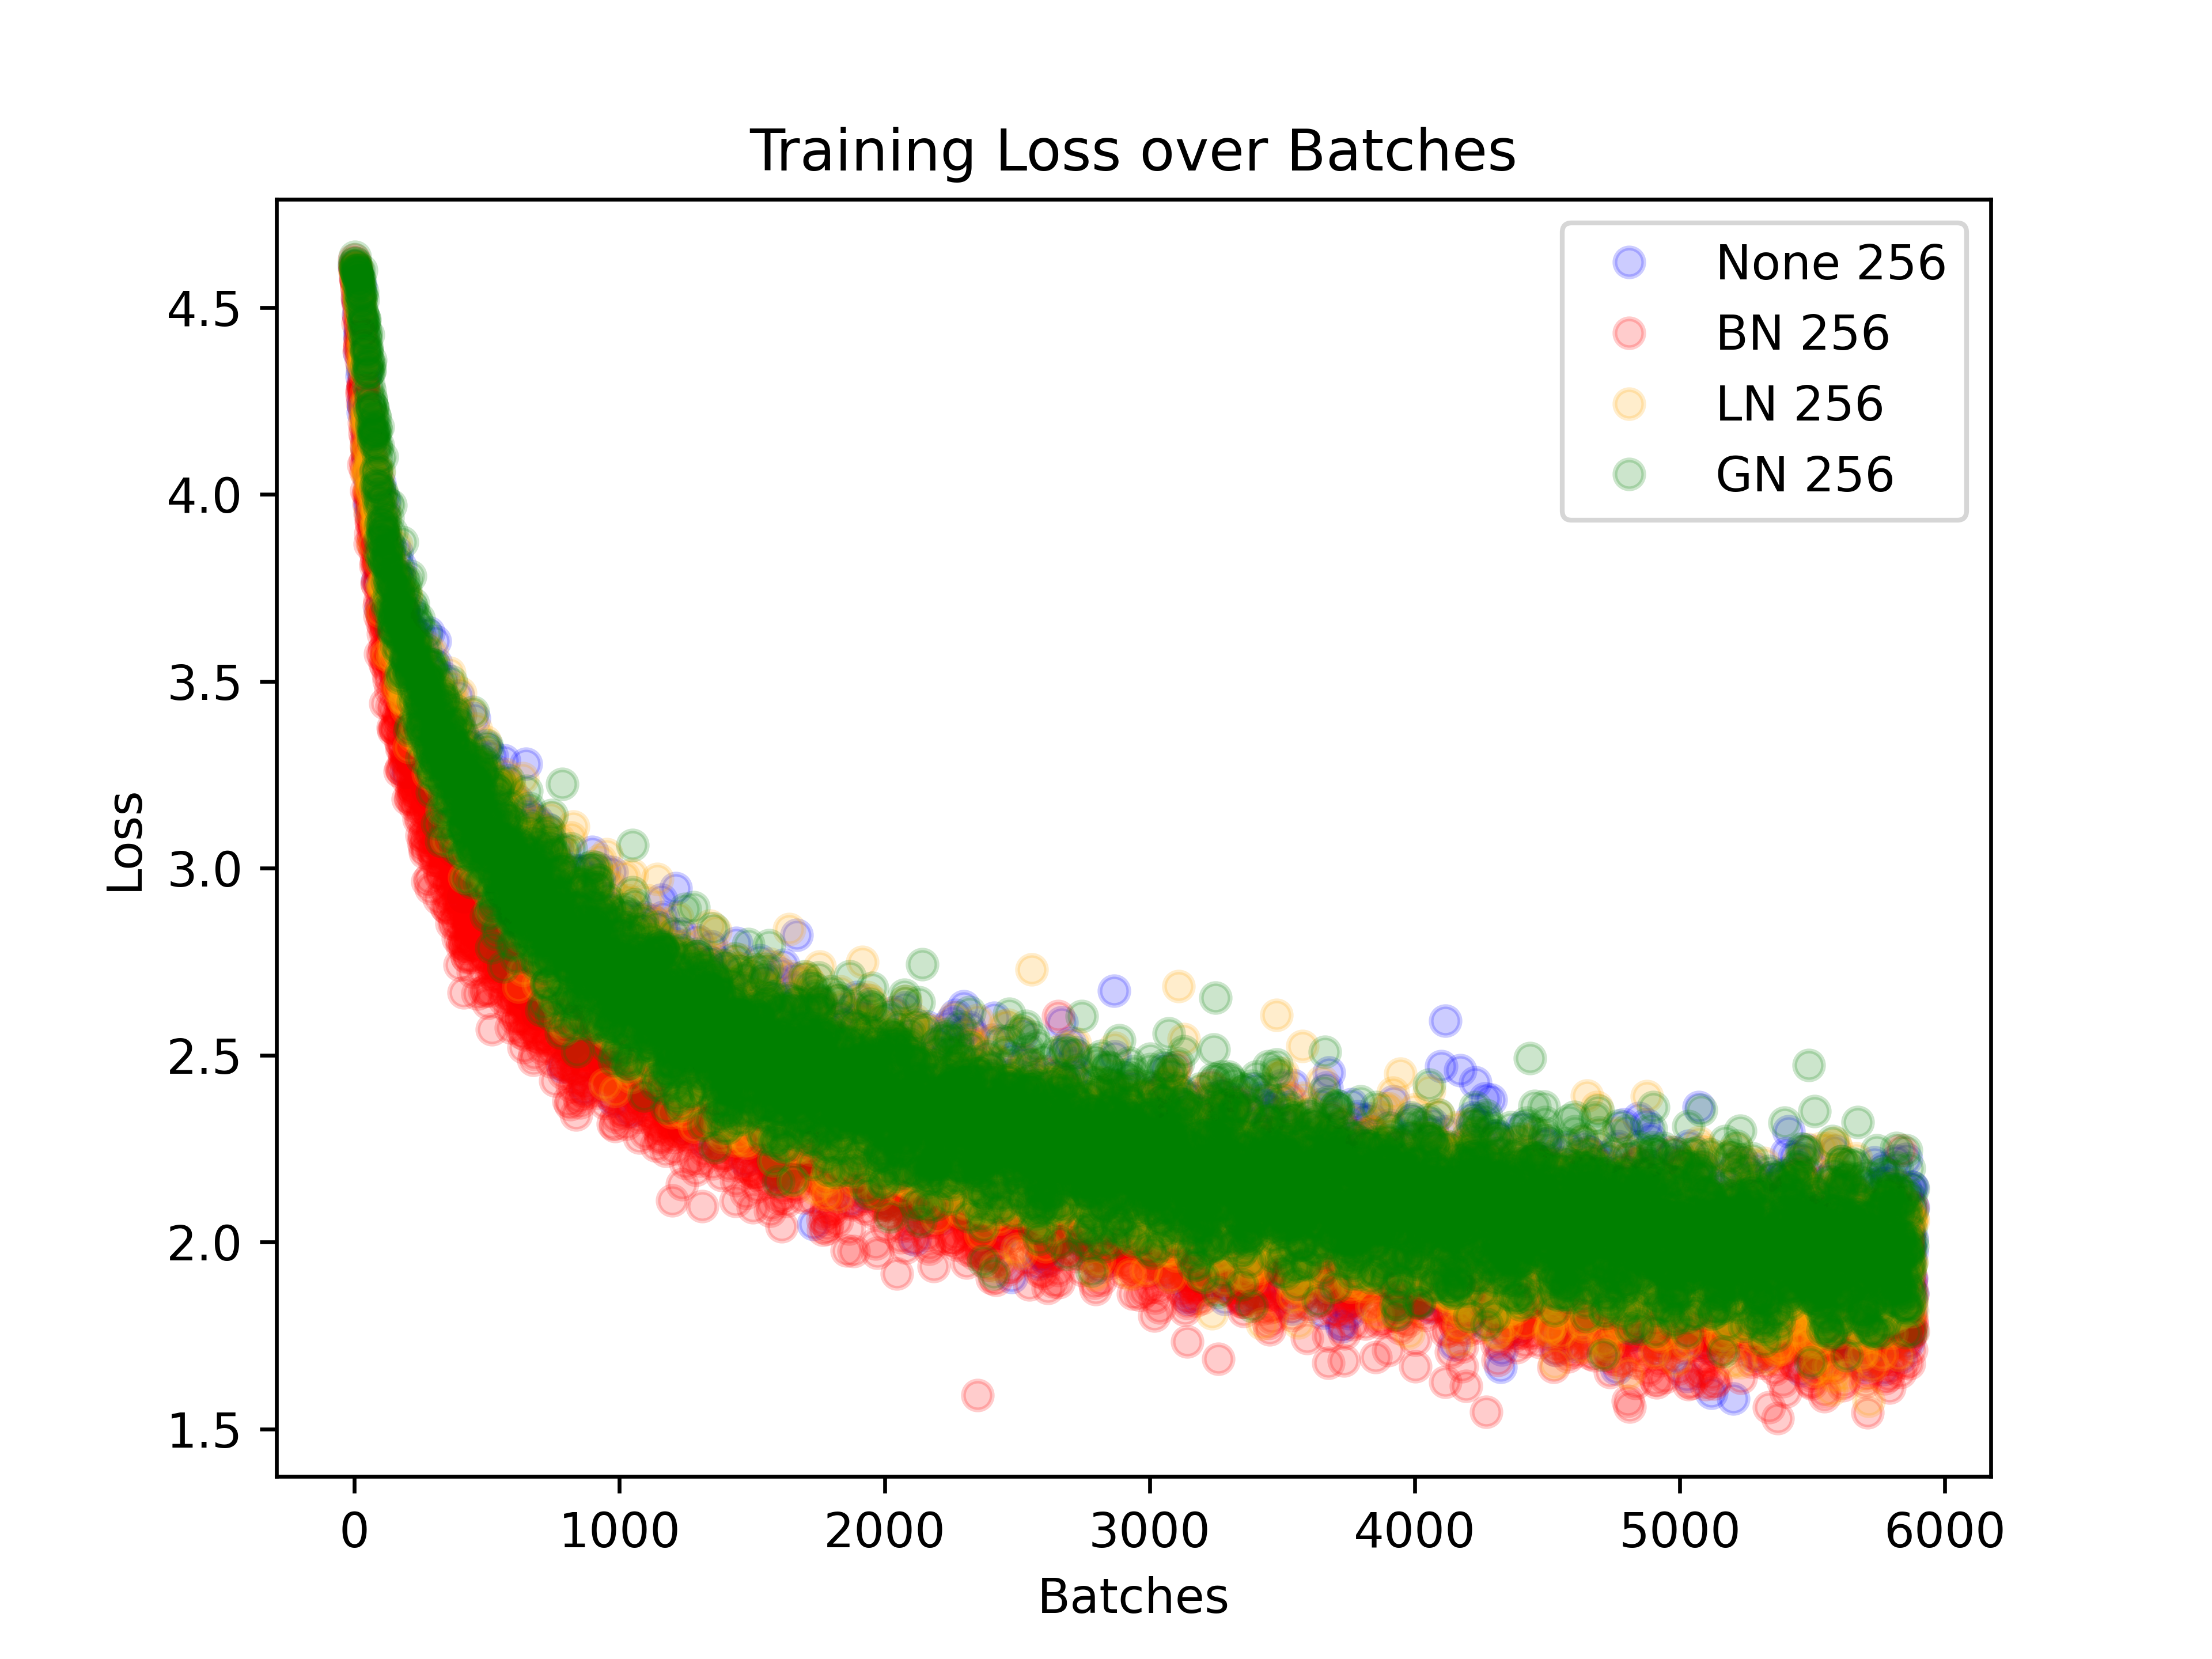 Training Loss over Batches
None 256
BN 256
LN 256
GN 256
Loss
4.5
4.0
3.5
3.0
2.5
2.0
1.5
0 1000 2000 3000 4000 5000 6000
Batches